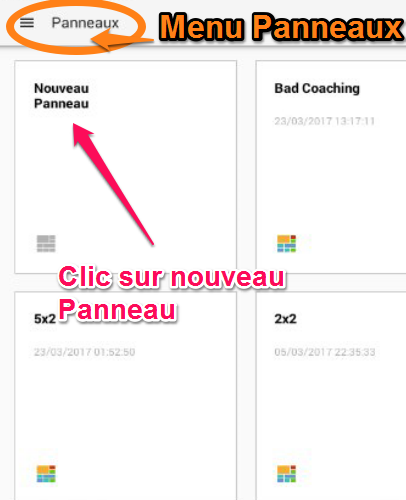 Panneaux
Menu Panneaux
Nouveau
Panneau
Bad Coaching
23/03/2017 13:17:11
Clic sur nouveau
Panneau
5x2
23/03/2017 01:52:50
2x2
05/03/2017 22:35:33